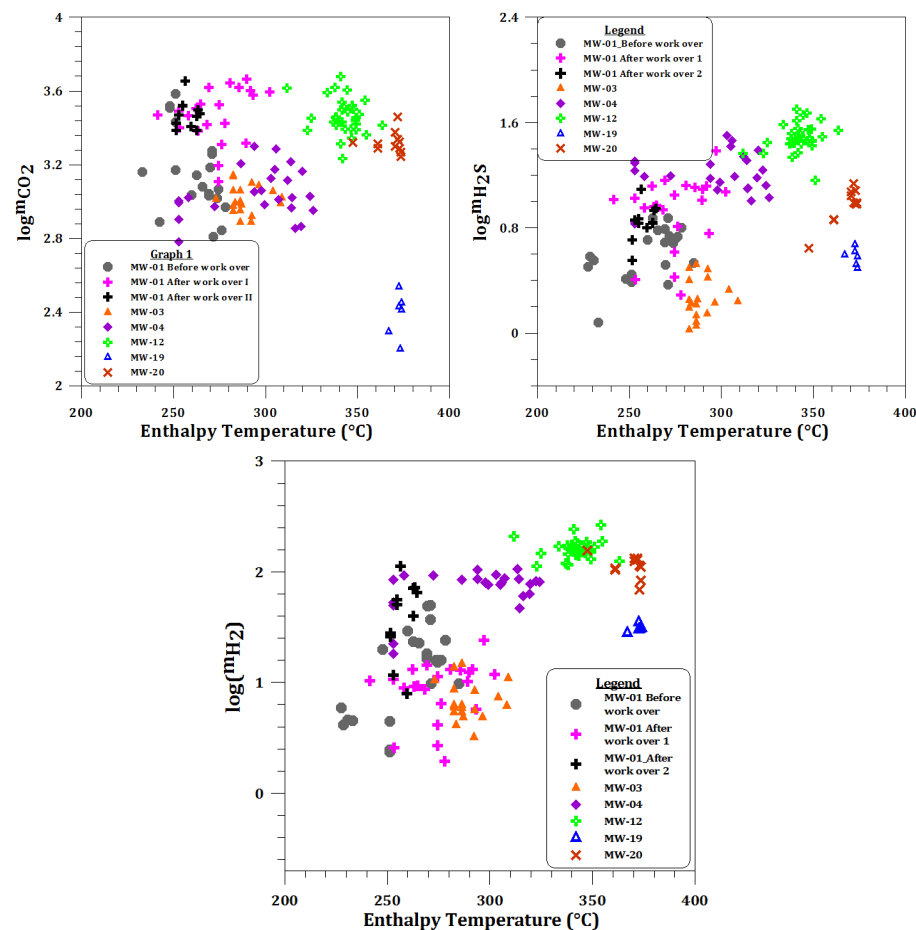 4
3.6
3.2
2.8
2.4
2
log mCO2
Graph 1
MW-01 Before work over
MW-01 After work over I
MW-01 After work over II
MW-03
MW-04
MW-12
MW-19
MW-20
200
250
300
350
400
Enthalpy Temperature (°C)
2.4
1.6
0.8
0
log mH2S
Legend
MW-01_Before work over
MW-01 After work over 1
MW-01 After work over 2
MW-03
MW-04
MW-12
MW-19
MW-20
200
250
300
350
400
Enthalpy Temperature (°C)
3
2
1
0
log(mH2)
Legend
MW-01 Before
work over
MW-01 After
work over 1
MW-01_After
work over 2
MW-03
MW-04
MW-12
MW-19
MW-20
200
250
300
350
400
Enthalpy Temperature (°C)